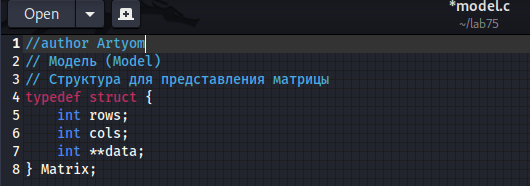 Open
*model.c
~/lab75
1 //author Artyom
2 // Модель (Model)
3 // Структура для представления матрицы
4 typedef struct {
5     int rows;
6     int cols;
7     int **data;
8 } Matrix;